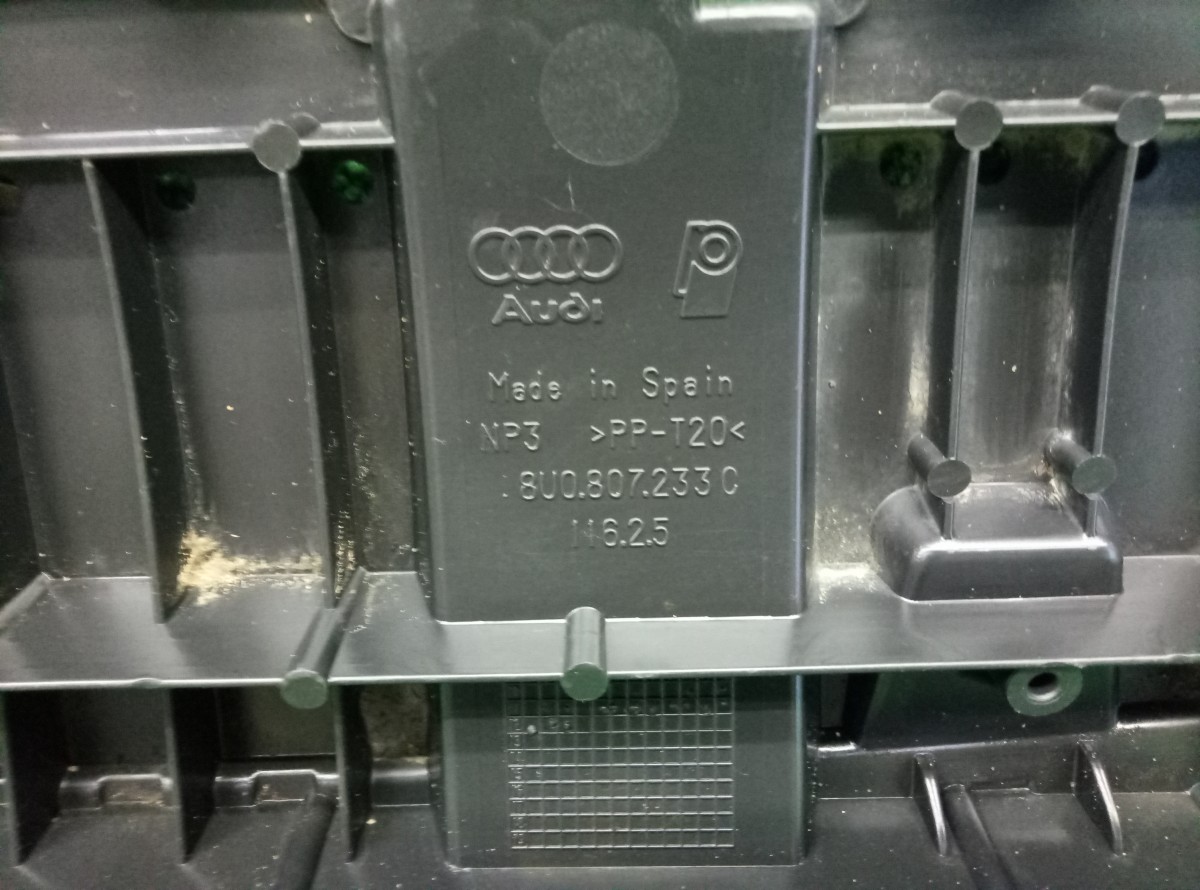 Audi
Made in Spain
NP3 >PP-T20<
8U0.807.233 C
116.2.5